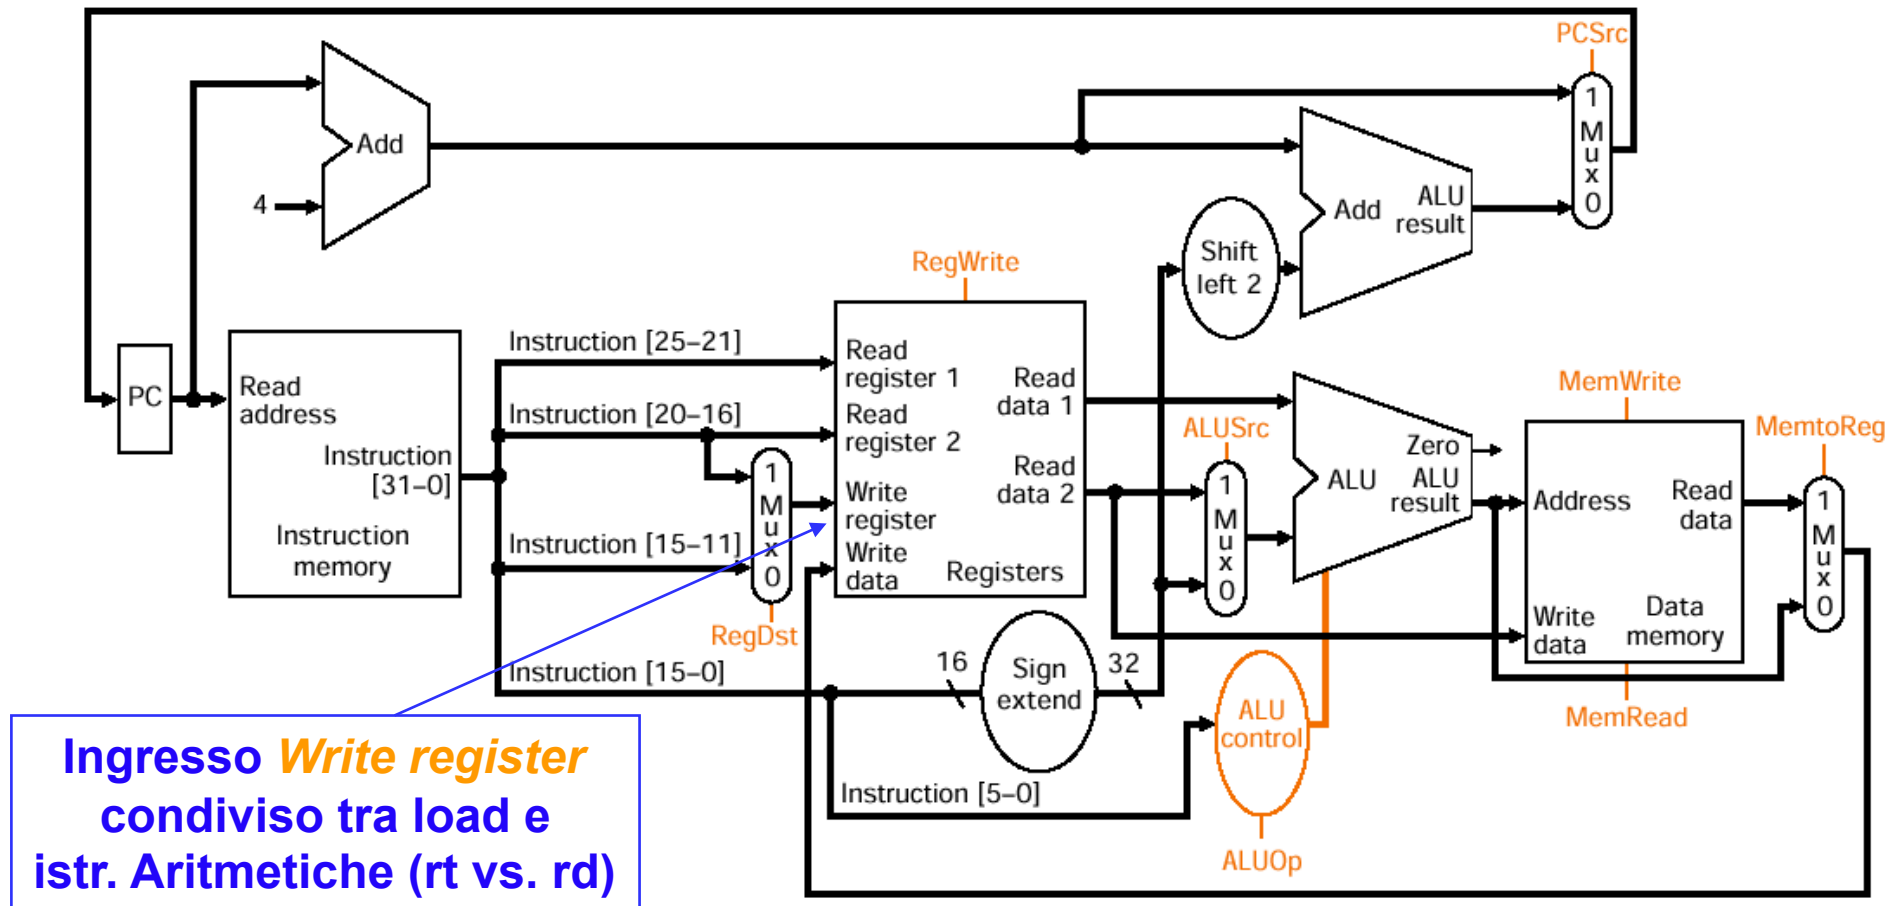 PCSrc
1
M
u
x
0
Add
4
Add
ALU
result
Shift
left 2
RegWrite
PC
Read
address
Instruction
[31–0]
Instruction
memory
Instruction [25–21]
Instruction [20–16]
Instruction [15–11]
Instruction [15–0]
Instruction [5–0]
1
M
u
x
0
RegDst
Read
register 1
Read
register 2
Write
register
Write
data
Read
data 1
Read
data 2
Registers
16
Sign
extend
32
ALUSrc
1
M
u
x
0
Zero
ALU
ALU
result
ALU
control
ALUOp
MemWrite
Address
Read
data
Write
data
Data
memory
MemRead
MemtoReg
1
M
u
x
0
Ingresso Write register
condiviso tra load e
istr. Aritmetiche (rt vs. rd)